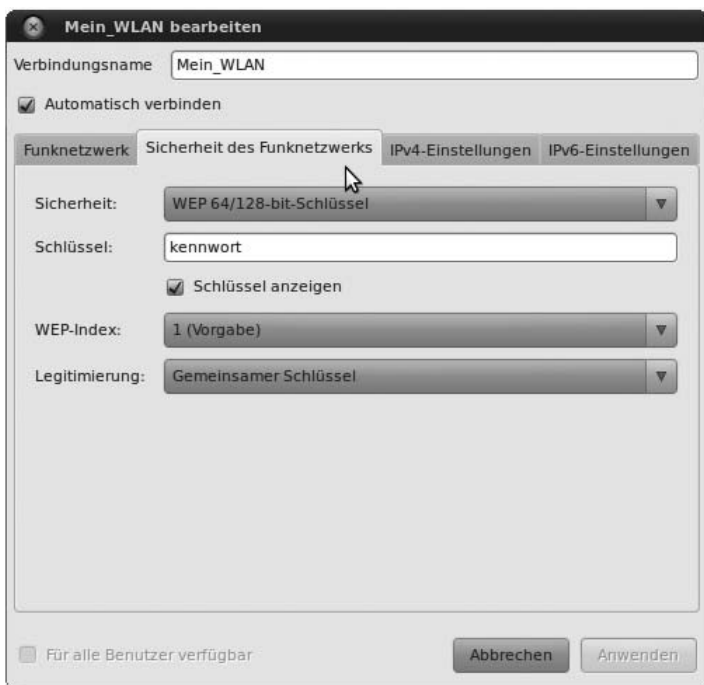 Mein_WLAN bearbeiten
Verbindungsname Mein_WLAN
Automatisch verbinden
Funknetzwerk Sicherheit des Funknetzwerks IPv4-Einstellungen IPv6-Einstellungen
Sicherheit: WEP 64/128-bit-Schlüssel
Schlüssel: kennwort
Schlüssel anzeigen
WEP-Index: 1 (Vorgabe)
Legitimierung: Gemeinsamer Schlüssel
Für alle Benutzer verfügbar Abbrechen Anwenden